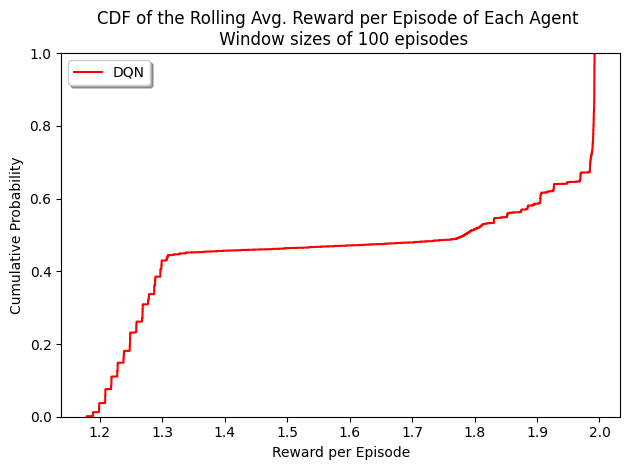 CDF of the Rolling Avg. Reward per Episode of Each Agent
Window sizes of 100 episodes
DQN
Cumulative Probability
1.0
0.8
0.6
0.4
0.2
0.0
1.2 1.3 1.4 1.5 1.6 1.7 1.8 1.9 2.0
Reward per Episode